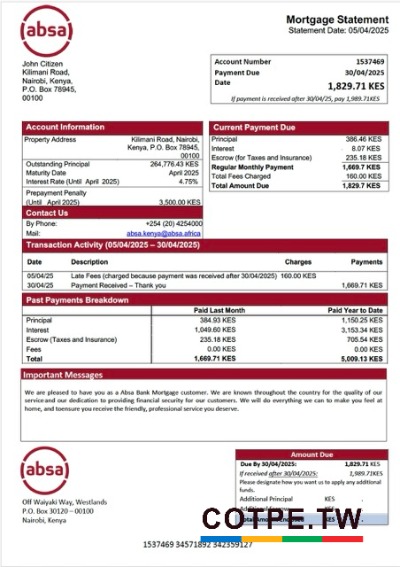 absa
Mortgage Statement
Statement Date: 05/04/2025
John Citizen
Kilimani Road,
Nairobi, Kenya,
P.O. Box 78945,
00100
Account Number 1537469
Payment Due 30/04/2025
Date 1,829.71 KES
If payment is received after 30/04/25, pay 1,989.71KES
Account Information
Property Address Kilimani Road, Nairobi,
Kenya, P.O. Box 78945,
00100
Outstanding Principal 264,776.43 KES
Maturity Date April 2025
Interest Rate (Until April 2025) 4.75%
Prepayment Penalty
(Until April 2025) 3,500.00 KES
Contact Us
By Phone: +254 (20) 4254000
Mail: absa.kenya@absa.africa
Current Payment Due
Principal 386.46 KES
Interest 8.07 KES
Escrow (for Taxes and Insurance) 235.18 KES
Regular Monthly Payment 1,669.7 KES
Total Fees Charged 160.00 KES
Total Amount Due 1,829.7 KES
Transaction Activity (05/04/2025 – 30/04/2025)
Date Description Charges Payments
05/04/25 Late Fees (charged because payment was received after 30/04/2025) 160.00 KES
30/04/25 Payment Received – Thank you 1,669.71 KES
Past Payments Breakdown
Paid Last Month Paid Year to Date
Principal 384.93 KES 1,150.25 KES
Interest 1,049.60 KES 3,153.34 KES
Escrow (Taxes and Insurance) 235.18 KES 705.54 KES
Fees 0.00 KES 0.00 KES
Total 1,669.71 KES 5,009.13 KES
Important Messages
We are pleased to have you as a Absa Bank Mortgage customer. We are known throughout the country for the quality of our
service and our dedication to providing financial security for our customers. We will do everything we can to make you feel at
home, and toensure you receive the friendly, professional service you deserve.
absa
Off Waiyaki Way, Westlands
P.O. Box 30120 – 00100
Nairobi, Kenya
Amount Due
Due By 30/04/2025: 1,829.71 KES
If received after 30/04/2025: 1,989.71KES
Please designate how you want us to apply any additional
funds.
Additional Principal KES .
KES .
KES .
COTPE.TW
1537469 34571892 342359127